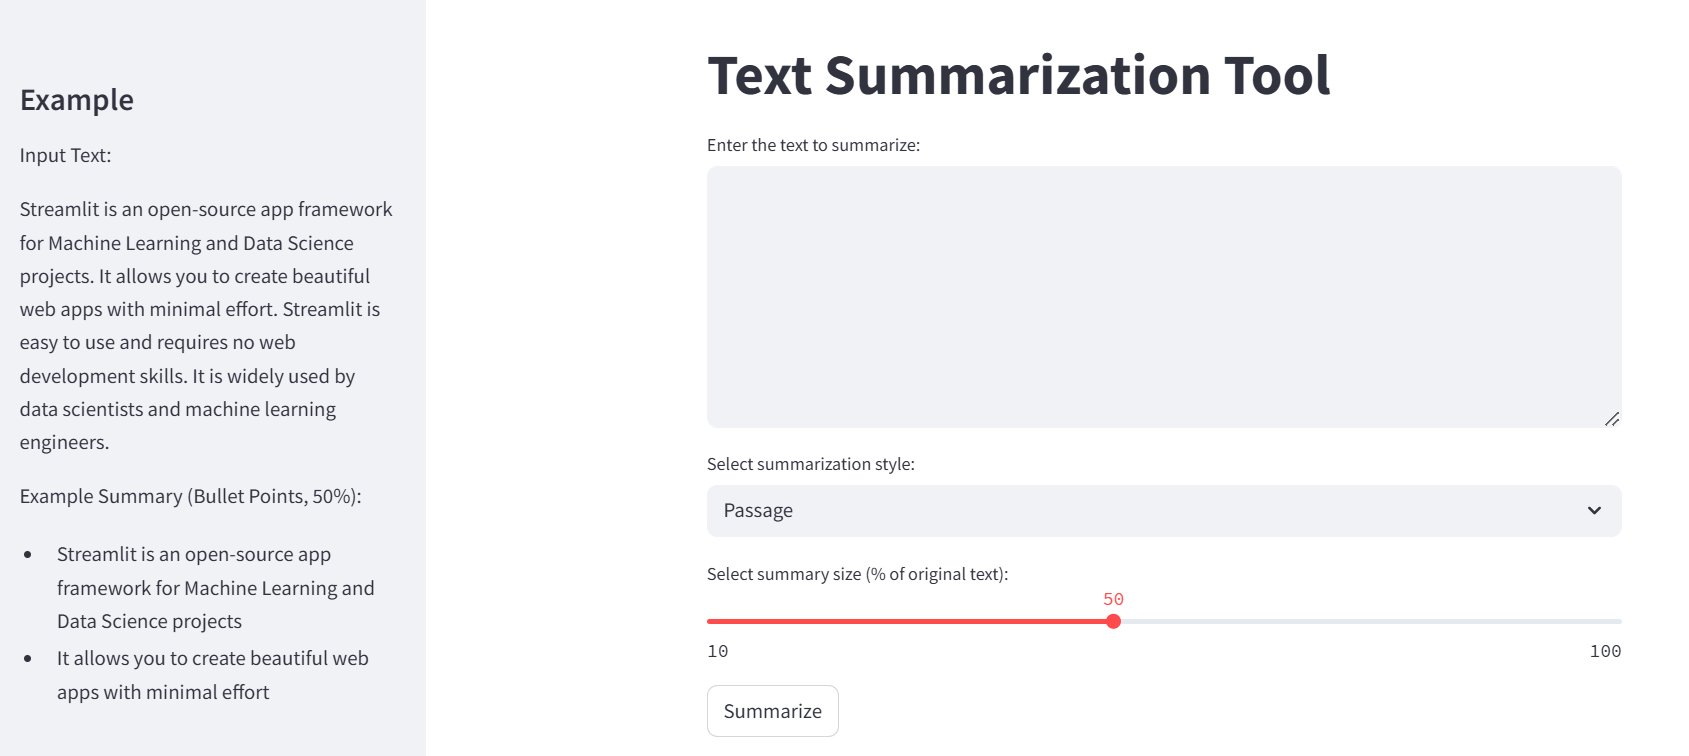 Example
Input Text:
Streamlit is an open-source app framework
for Machine Learning and Data Science
projects. It allows you to create beautiful
web apps with minimal effort. Streamlit is
easy to use and requires no web
development skills. It is widely used by
data scientists and machine learning
engineers.
Example Summary (Bullet Points, 50%):
• Streamlit is an open-source app
framework for Machine Learning and
Data Science projects
• It allows you to create beautiful web
apps with minimal effort
Text Summarization Tool
Enter the text to summarize:
Select summarization style:
Passage
Select summary size (% of original text):
50
10 100
Summarize